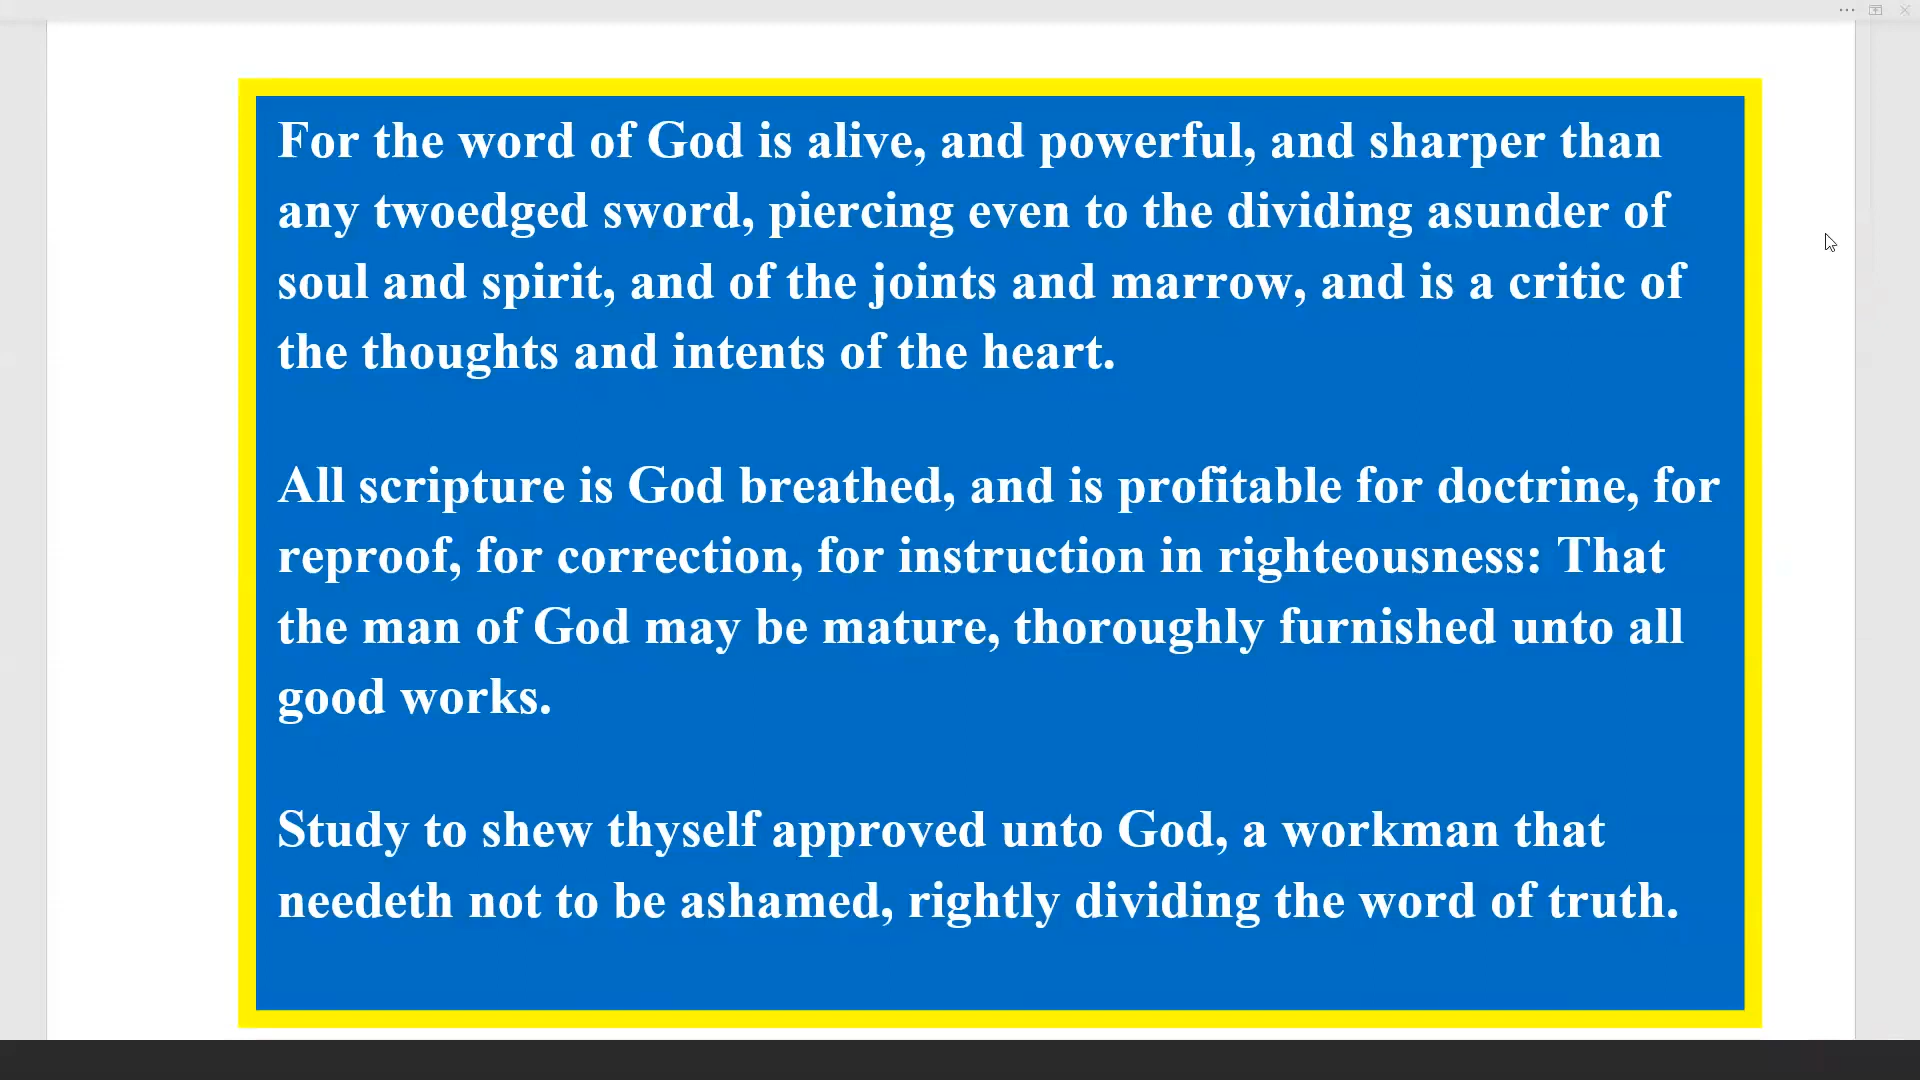 For the word of God is alive, and powerful, and sharper than
any twoedged sword, piercing even to the dividing asunder of
soul and spirit, and of the joints and marrow, and is a critic of
the thoughts and intents of the heart.
All scripture is God breathed, and is profitable for doctrine, for
reproof, for correction, for instruction in righteousness: That
the man of God may be mature, thoroughly furnished unto all
good works.
Study to shew thyself approved unto God, a workman that
needeth not to be ashamed, rightly dividing the word of truth.